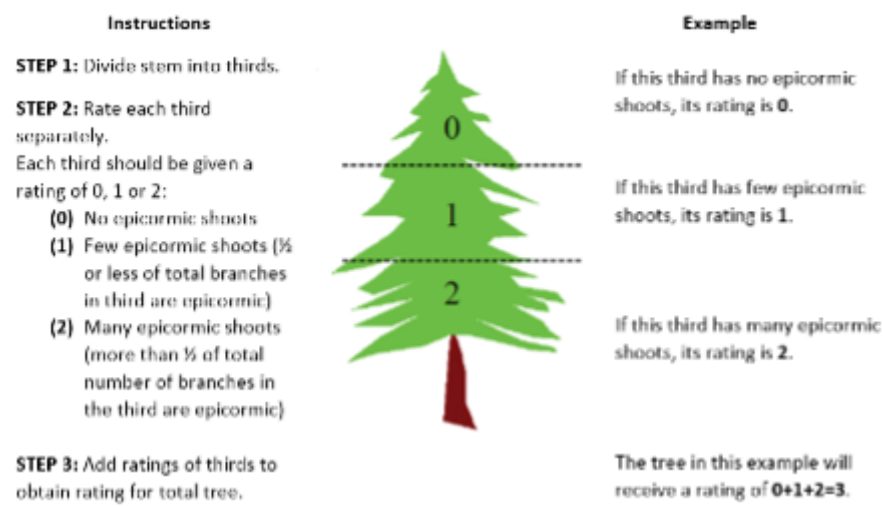 Instructions
STEP 1: Divide stem into thirds.
STEP 2: Rate each third
separately.
Each third should be given a
rating of 0, 1 or 2:
(0) No epicormic shoots
(1) Few epicormic shoots (⅓
or less of total branches
in third are epicormic)
(2) Many epicormic shoots
(more than ⅓ of total
number of branches in
the third are epicormic)
STEP 3: Add ratings of thirds to
obtain rating for total tree.
0
1
2
Example
If this third has no epicormic
shoots, its rating is 0.
If this third has few epicormic
shoots, its rating is 1.
If this third has many epicormic
shoots, its rating is 2.
The tree in this example will
receive a rating of 0+1+2=3.